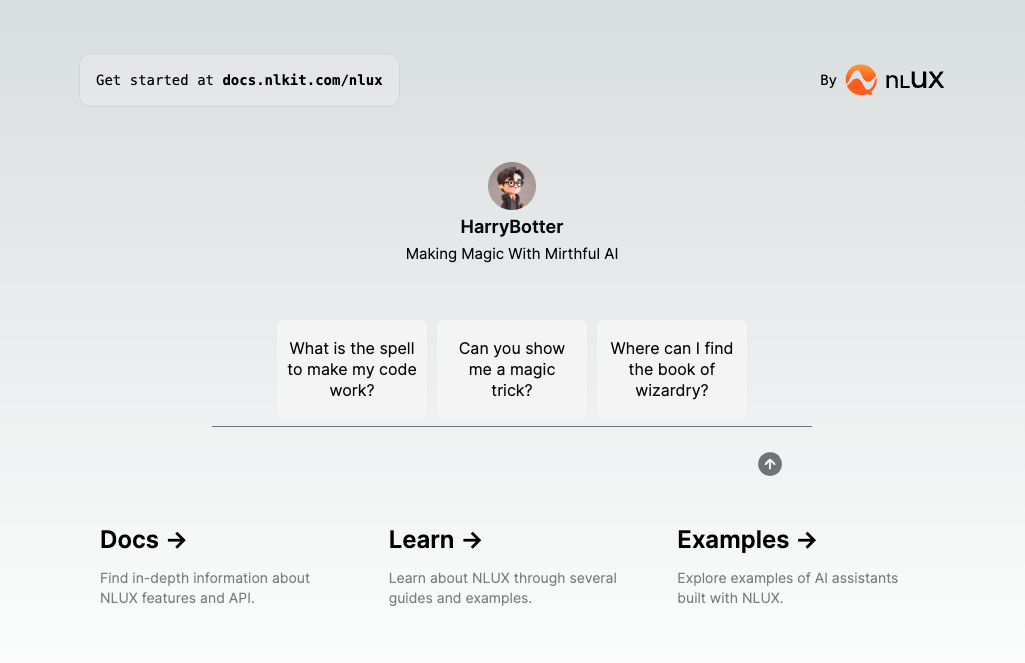 Get started at docs.nlkit.com/nlux
By nLUX
HarryBotter
Making Magic With Mirthful AI
What is the spell
to make my code
work?
Can you show
me a magic
trick?
Where can I find
the book of
wizardry?
Docs →
Find in-depth information about
NLUX features and API.
Learn →
Learn about NLUX through several
guides and examples.
Examples →
Explore examples of AI assistants
built with NLUX.